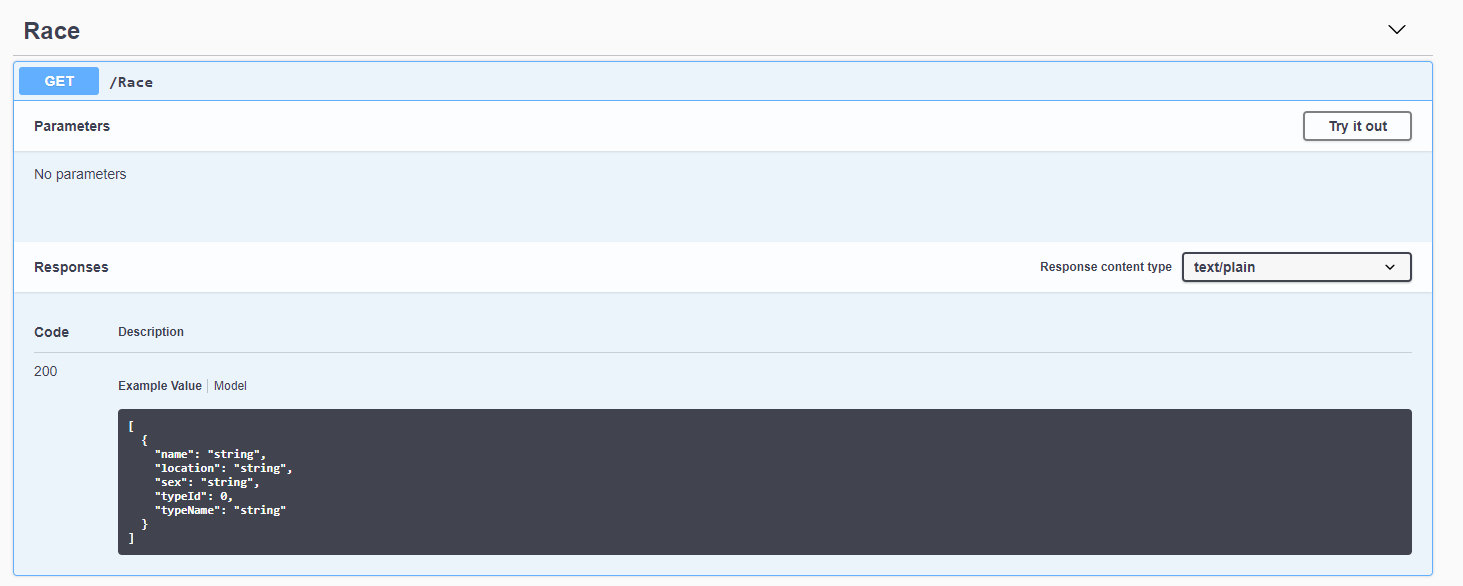 Race
GET /Race
Parameters
Try it out
No parameters
Responses
Response content type
text/plain
Code Description
200
Example Value Model
[
{
"name": "string",
"location": "string",
"sex": "string",
"typeId": 0,
"typeName": "string"
}
]